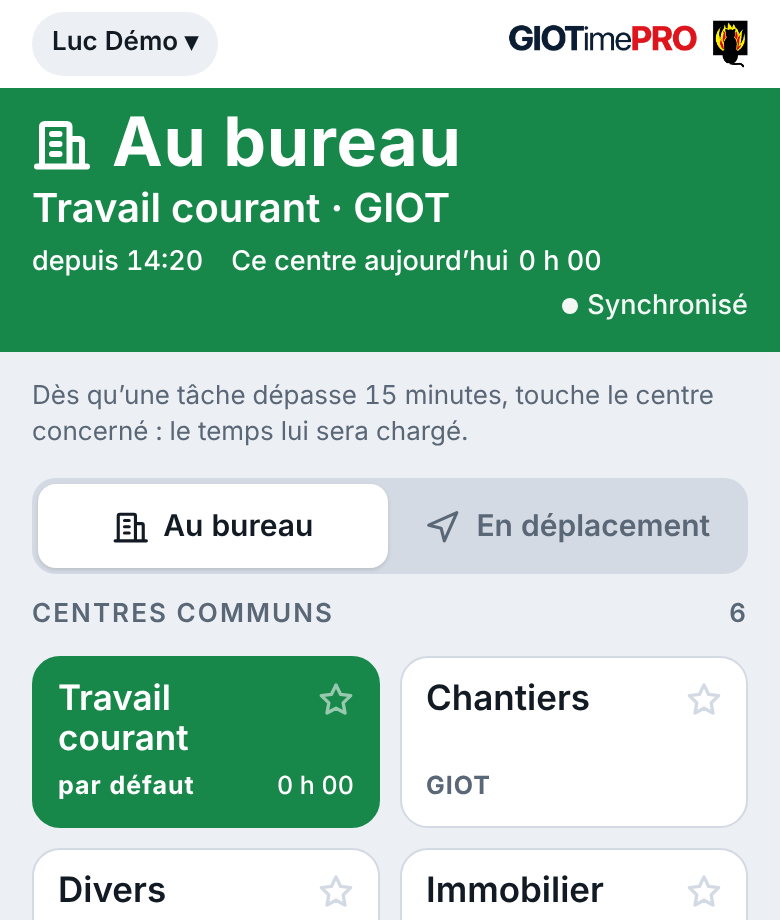 Luc Démo ▾
GIOTimePRO
Au bureau
Travail courant · GIOT
depuis 14:20 Ce centre aujourd’hui 0 h 00
Synchronisé
Dès qu’une tâche dépasse 15 minutes, touche le centre
concerné : le temps lui sera chargé.
Au bureau
En déplacement
CENTRES COMMUNS 6
Travail
courant
par défaut 0 h 00
Chantiers
GIOT
Divers
Immobilier